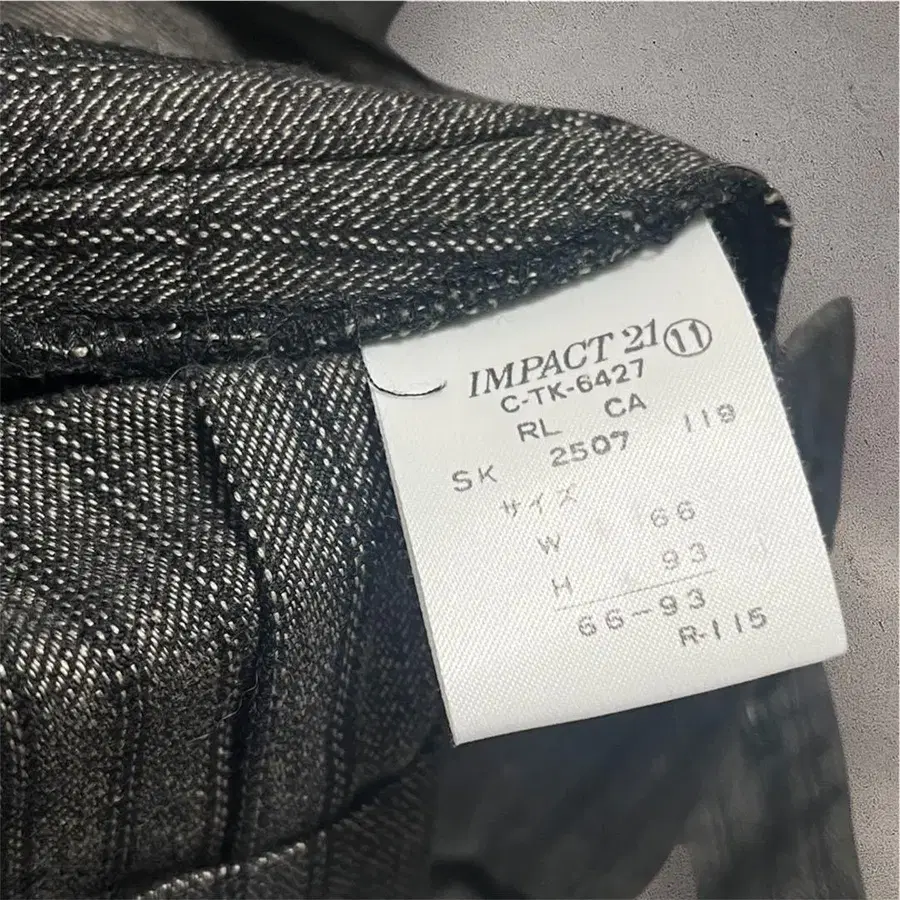 IMPACT 21 ⑪
C-TK-6427
RL CA
SK 2507 119
サイズ
W 66
H 93
66-93
R-115